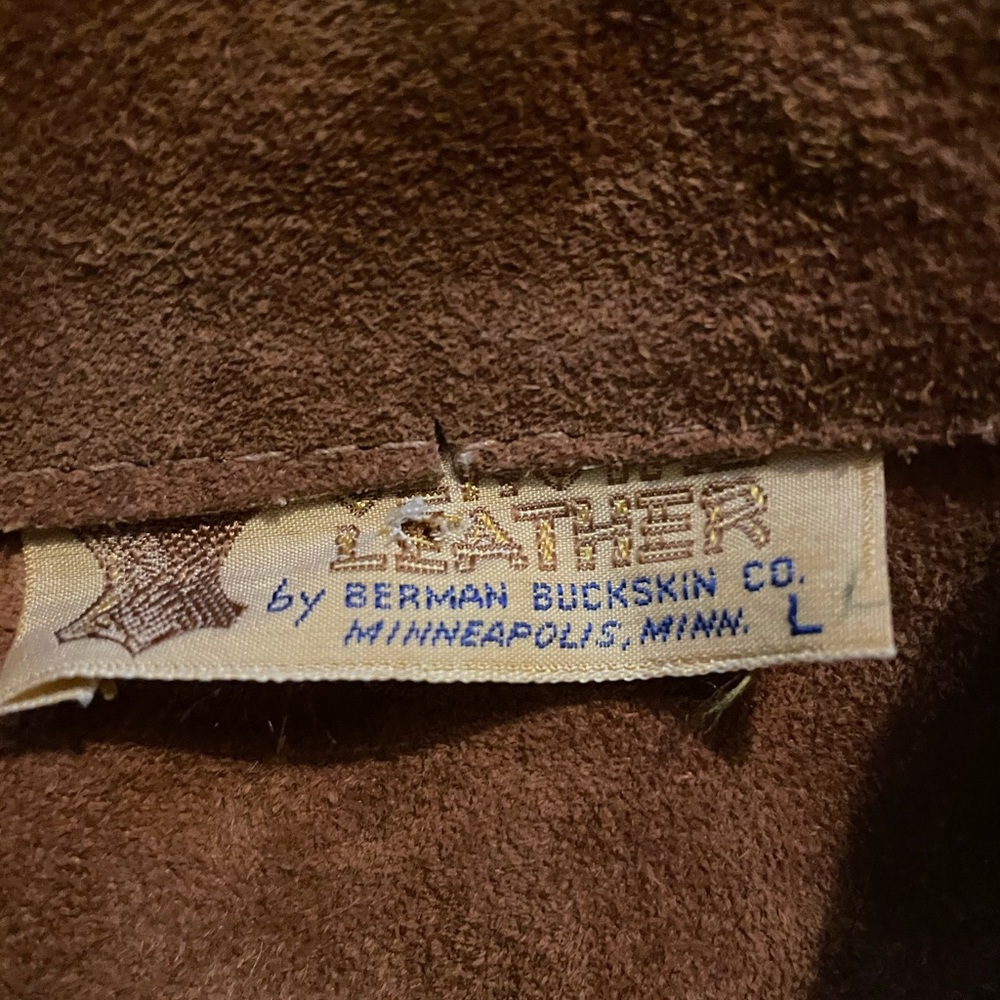 LEATHER
by BERMAN BUCKSKIN CO.
MINNEAPOLIS, MINN. L